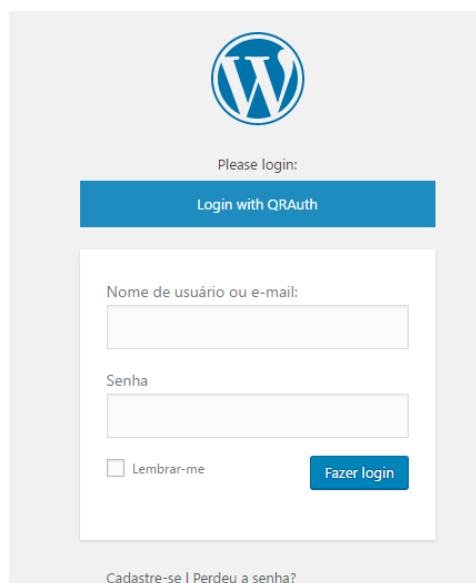 Please login:
Login with QRAuth
Nome de usuário ou e-mail:
Senha
Lembrar-me
Fazer login
Cadastre-se | Perdeu a senha?